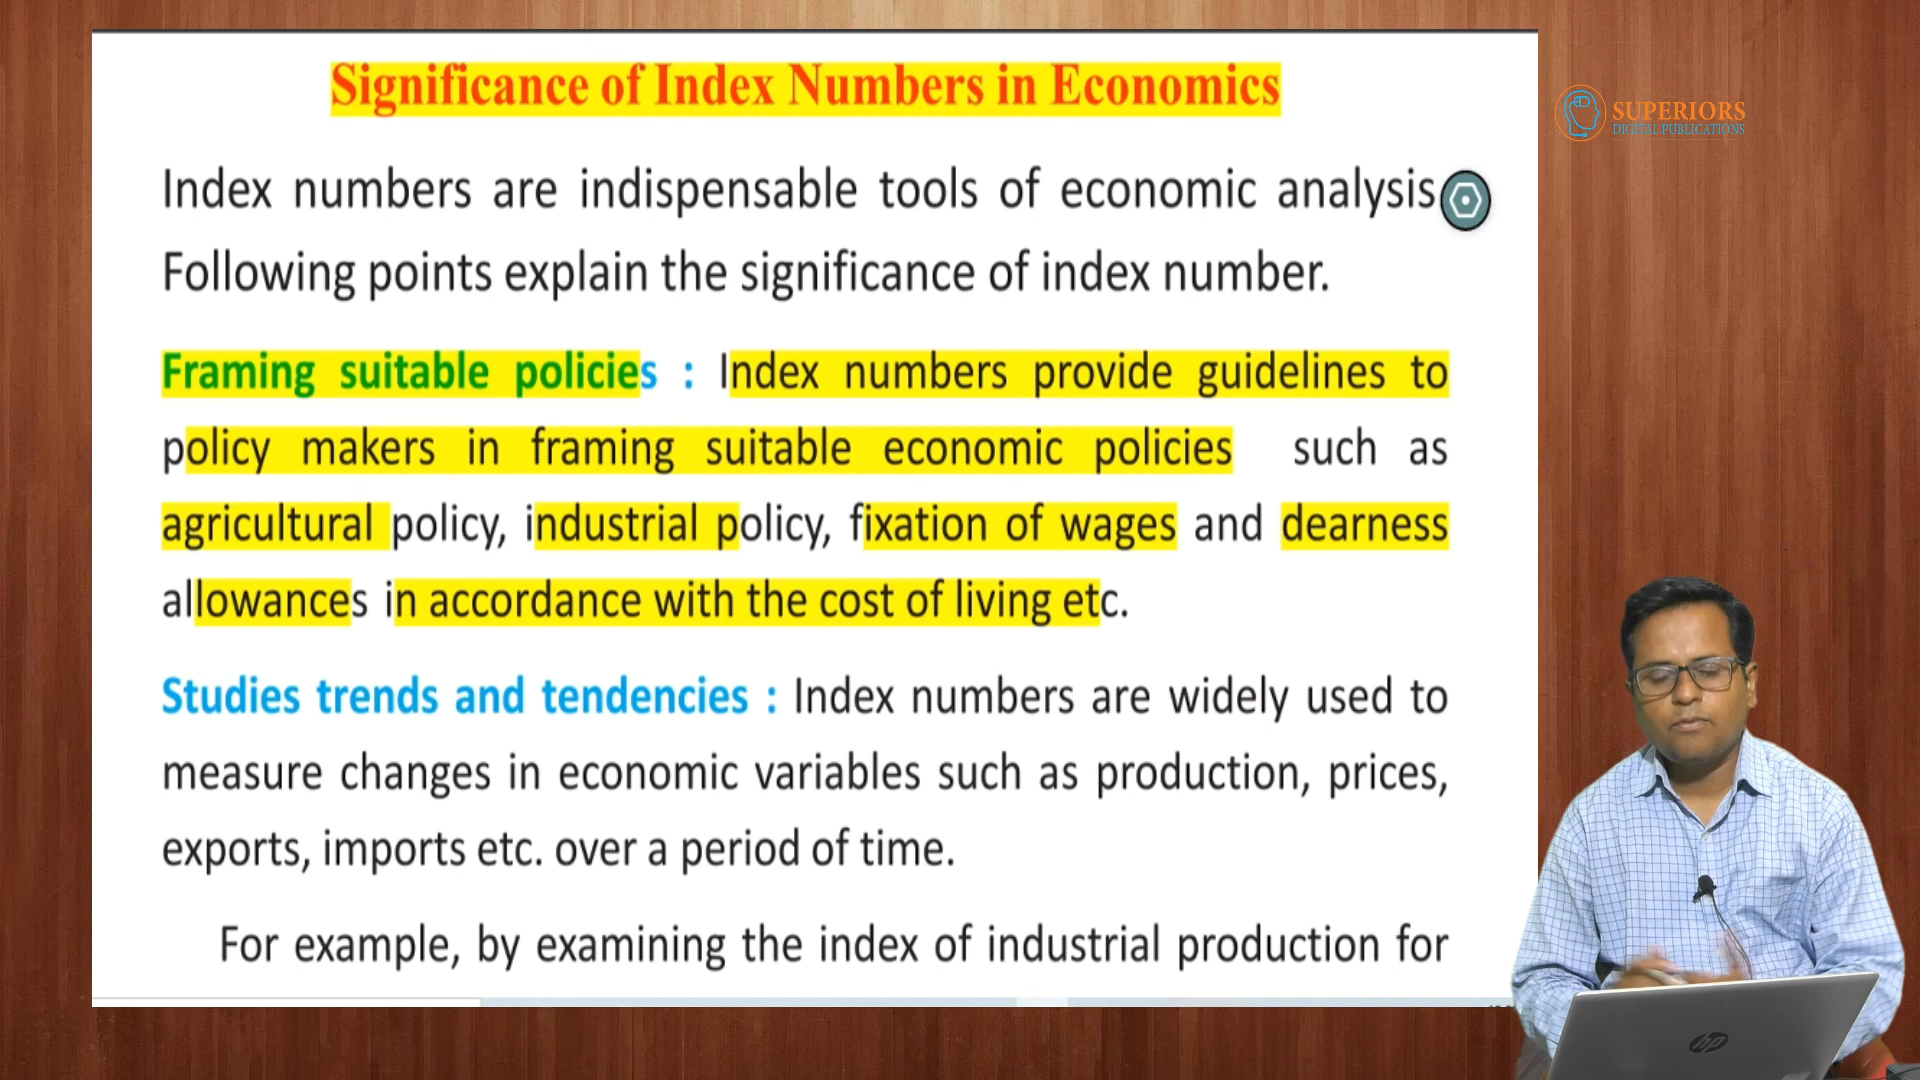 Significance of Index Numbers in Economics
SUPERIORS
DIGITAL PUBLICATIONS
Index numbers are indispensable tools of economic analysis
Following points explain the significance of index number.
Framing suitable policies : Index numbers provide guidelines to
policy makers in framing suitable economic policies such as
agricultural policy, industrial policy, fixation of wages and dearness
allowances in accordance with the cost of living etc.
Studies trends and tendencies : Index numbers are widely used to
measure changes in economic variables such as production, prices,
exports, imports etc. over a period of time.
For example, by examining the index of industrial production for
hp